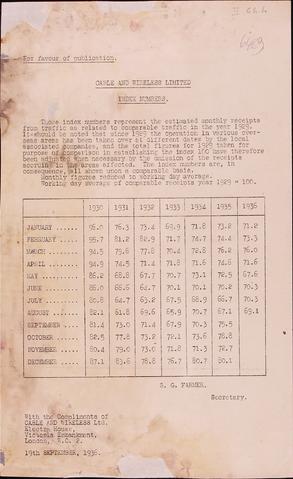 For favour of publication.
CABLE AND WIRELESS LIMITED
INDEX NUMBERS.
These index numbers represent the estimated monthly receipts
from traffic as related to comparable traffic in the year 1929.
It should be noted that since 1929 the operation in various over-
seas areas has been taken over at different dates by the local
associated companies, and the total figures for 1929 taken for
purpose of comparison in establishing the index 100 have therefore
been adjusted when necessary by the omission of the receipts
accruing in the areas affected. The index numbers are, in
consequence, all shown upon a comparable basis.
Monthly figures reduced to working day average.
Working day average of comparable receipts year 1929 = 100.
1930 1931 1932 1933 1934 1935 1936
JANUARY ...... 96.0 76.3 73.4 69.9 71.8 73.2 71.2
FEBRUARY ..... 95.7 81.2 82.9 71.7 74.7 74.4 73.3
MARCH ...... 94.5 79.6 77.8 70.4 72.8 76.2 76.0
APRIL ...... 94.9 74.5 71.4 71.8 71.6 74.6 71.6
MAY ...... 86.2 68.8 67.7 70.7 73.1 72.5 67.6
JUNE ...... 86.0 66.6 64.7 70.1 70.1 70.2 70.3
JULY ...... 80.8 64.7 63.2 67.5 68.9 66.7 70.3
AUGUST ...... 82.1 61.8 69.6 65.9 70.7 67.1 69.1
SEPTEMBER .... 81.4 73.0 71.4 67.9 70.3 75.5
OCTOBER ..... 82.5 77.8 73.2 72.1 73.6 78.8
NOVEMBER ..... 80.4 79.0 73.0 71.8 71.3 72.7
DECEMBER ..... 87.1 83.6 78.8 76.7 80.7 80.1
S. G. FARMER.
Secretary.
With the Compliments of
CABLE AND WIRELESS Ltd.
Electra House,
Victoria Embankment,
London, W.C. 2.
19th SEPTEMBER, 1936.